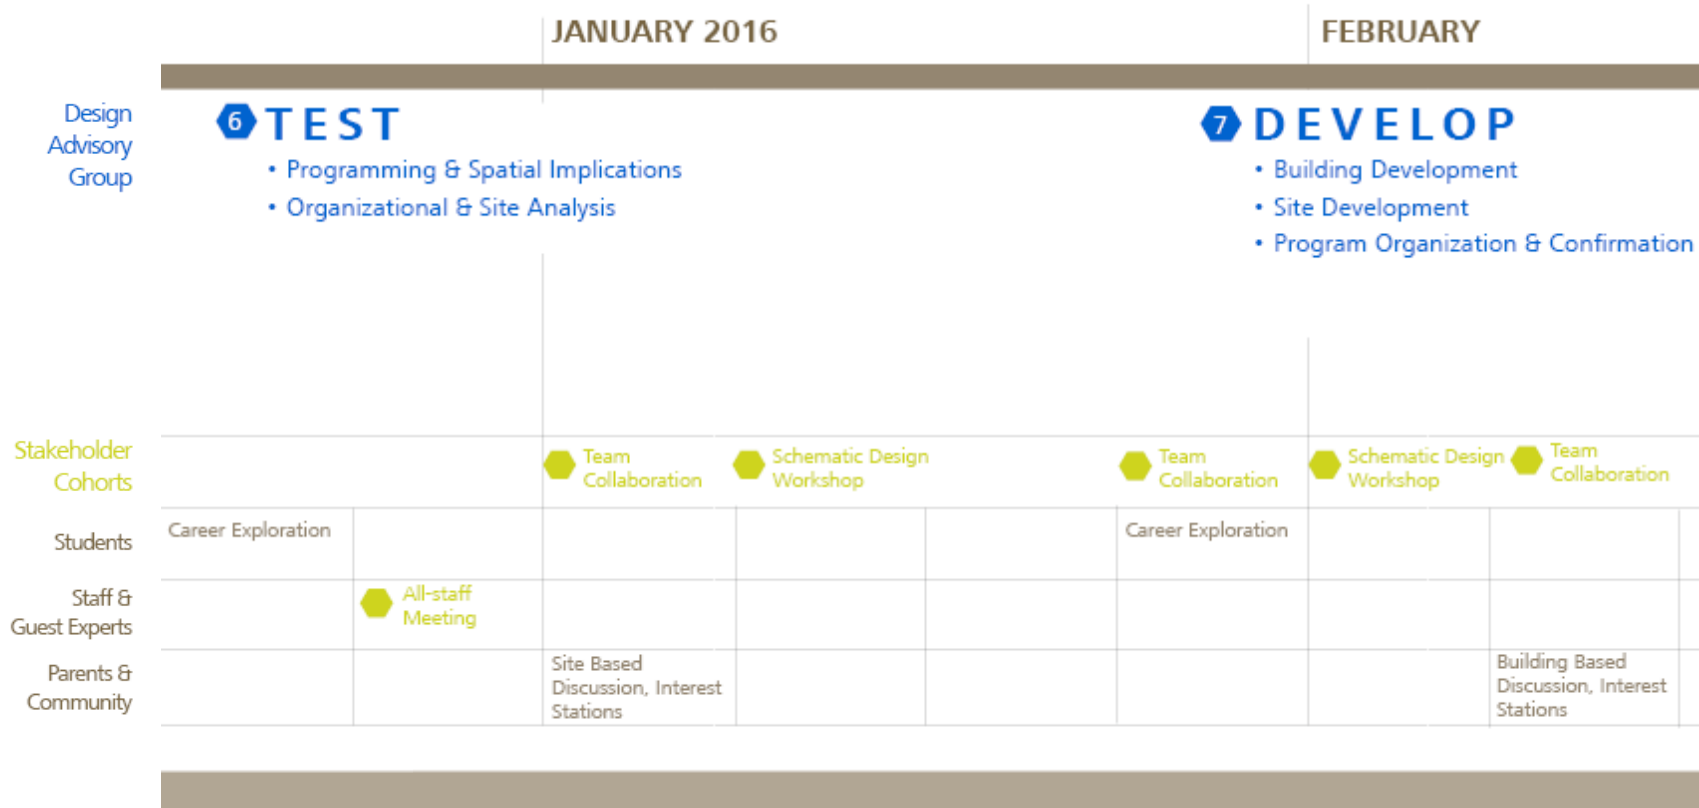 JANUARY 2016
FEBRUARY
Design
Advisory
Group
6 TEST
• Programming & Spatial Implications
• Organizational & Site Analysis
7 DEVELOP
• Building Development
• Site Development
• Program Organization & Confirmation
Stakeholder
Cohorts
Team
Collaboration
Schematic Design
Workshop
Team
Collaboration
Schematic Design
Workshop
Team
Collaboration
Students
Career Exploration
Career Exploration
Staff &
Guest Experts
All-staff
Meeting
Parents &
Community
Site Based
Discussion, Interest
Stations
Building Based
Discussion, Interest
Stations